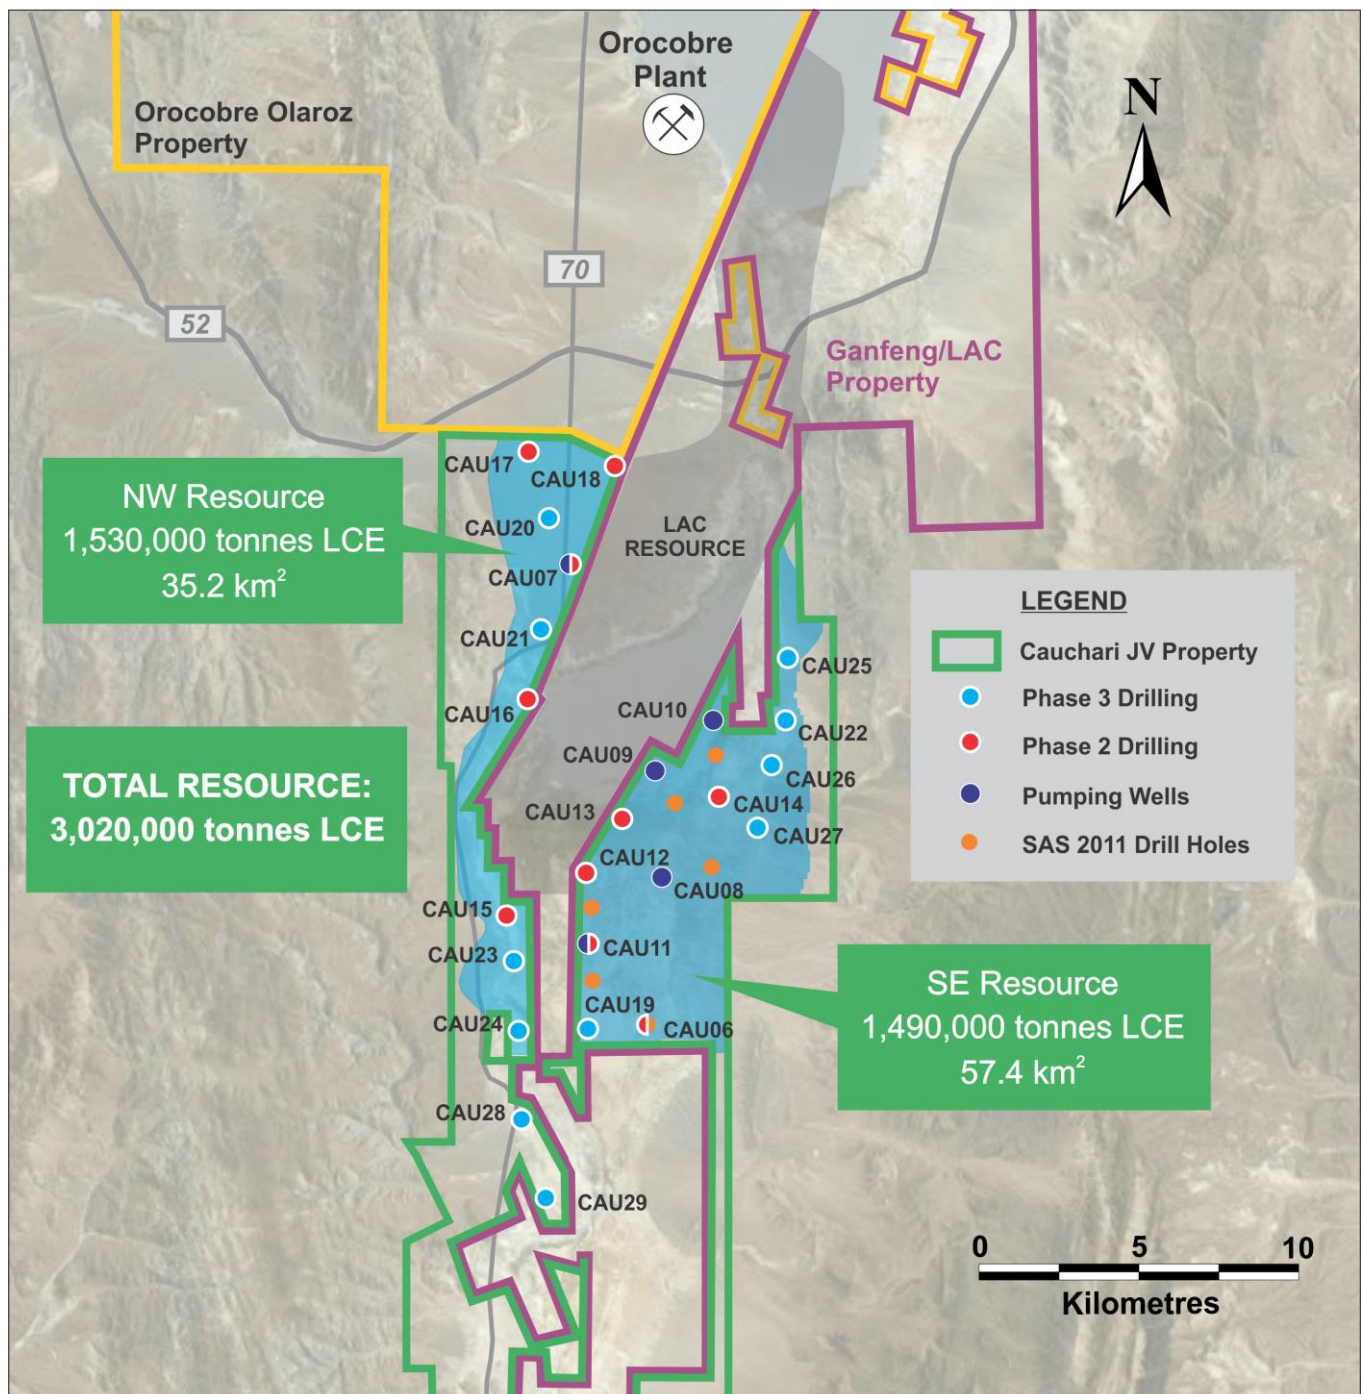 Orocobre
Plant
N
Orocobre Olaroz
Property
70
52
Ganfeng/LAC
Property
CAU17
CAU18
NW Resource
1,530,000 tonnes LCE
35.2 km²
CAU20
LAC
RESOURCE
CAU07
CAU21
CAU16
CAU25
CAU10
CAU22
CAU09
CAU26
CAU14
CAU13
CAU27
CAU12
CAU08
LEGEND
Cauchari JV Property
Phase 3 Drilling
Phase 2 Drilling
Pumping Wells
SAS 2011 Drill Holes
TOTAL RESOURCE:
3,020,000 tonnes LCE
CAU15
CAU23
CAU11
CAU24
CAU19
CAU06
SE Resource
1,490,000 tonnes LCE
57.4 km²
CAU28
CAU29
0 5 10
Kilometres